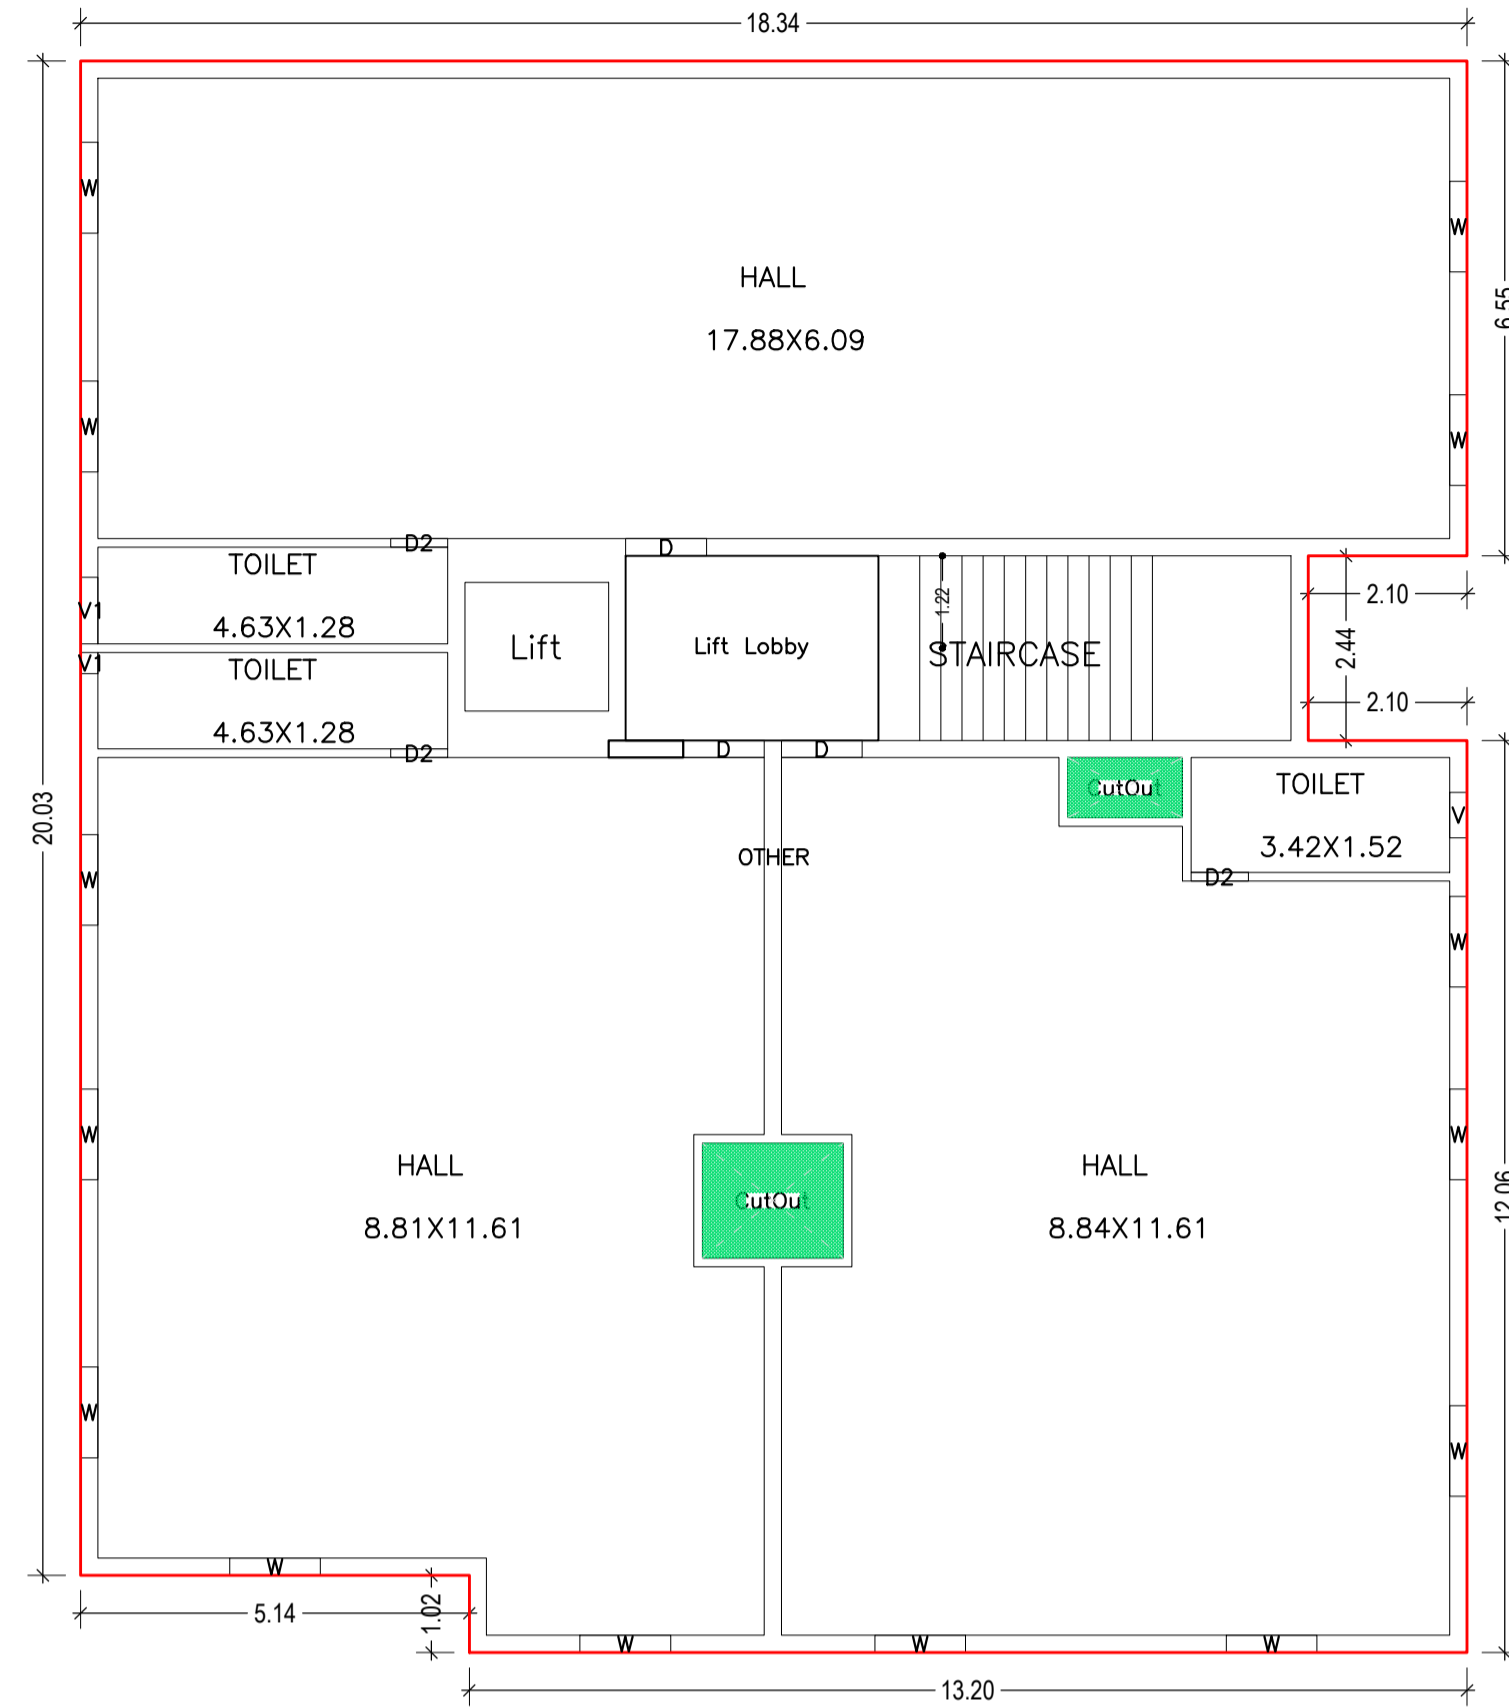 18.34
W
W
HALL
17.88X6.09
6.55
W
W
D2
D
TOILET
4.63X1.28
V1
V1
TOILET
4.63X1.28
D2
Lift
Lift Lobby
1.22
STAIRCASE
2.10
2.44
2.10
D
D
CutOut
TOILET
3.42X1.52
V
D2
20.03
OTHER
W
W
W
W
HALL
8.81X11.61
CutOut
HALL
8.84X11.61
12.06
W
W
W
W
5.14
1.02
W
W
W
13.20